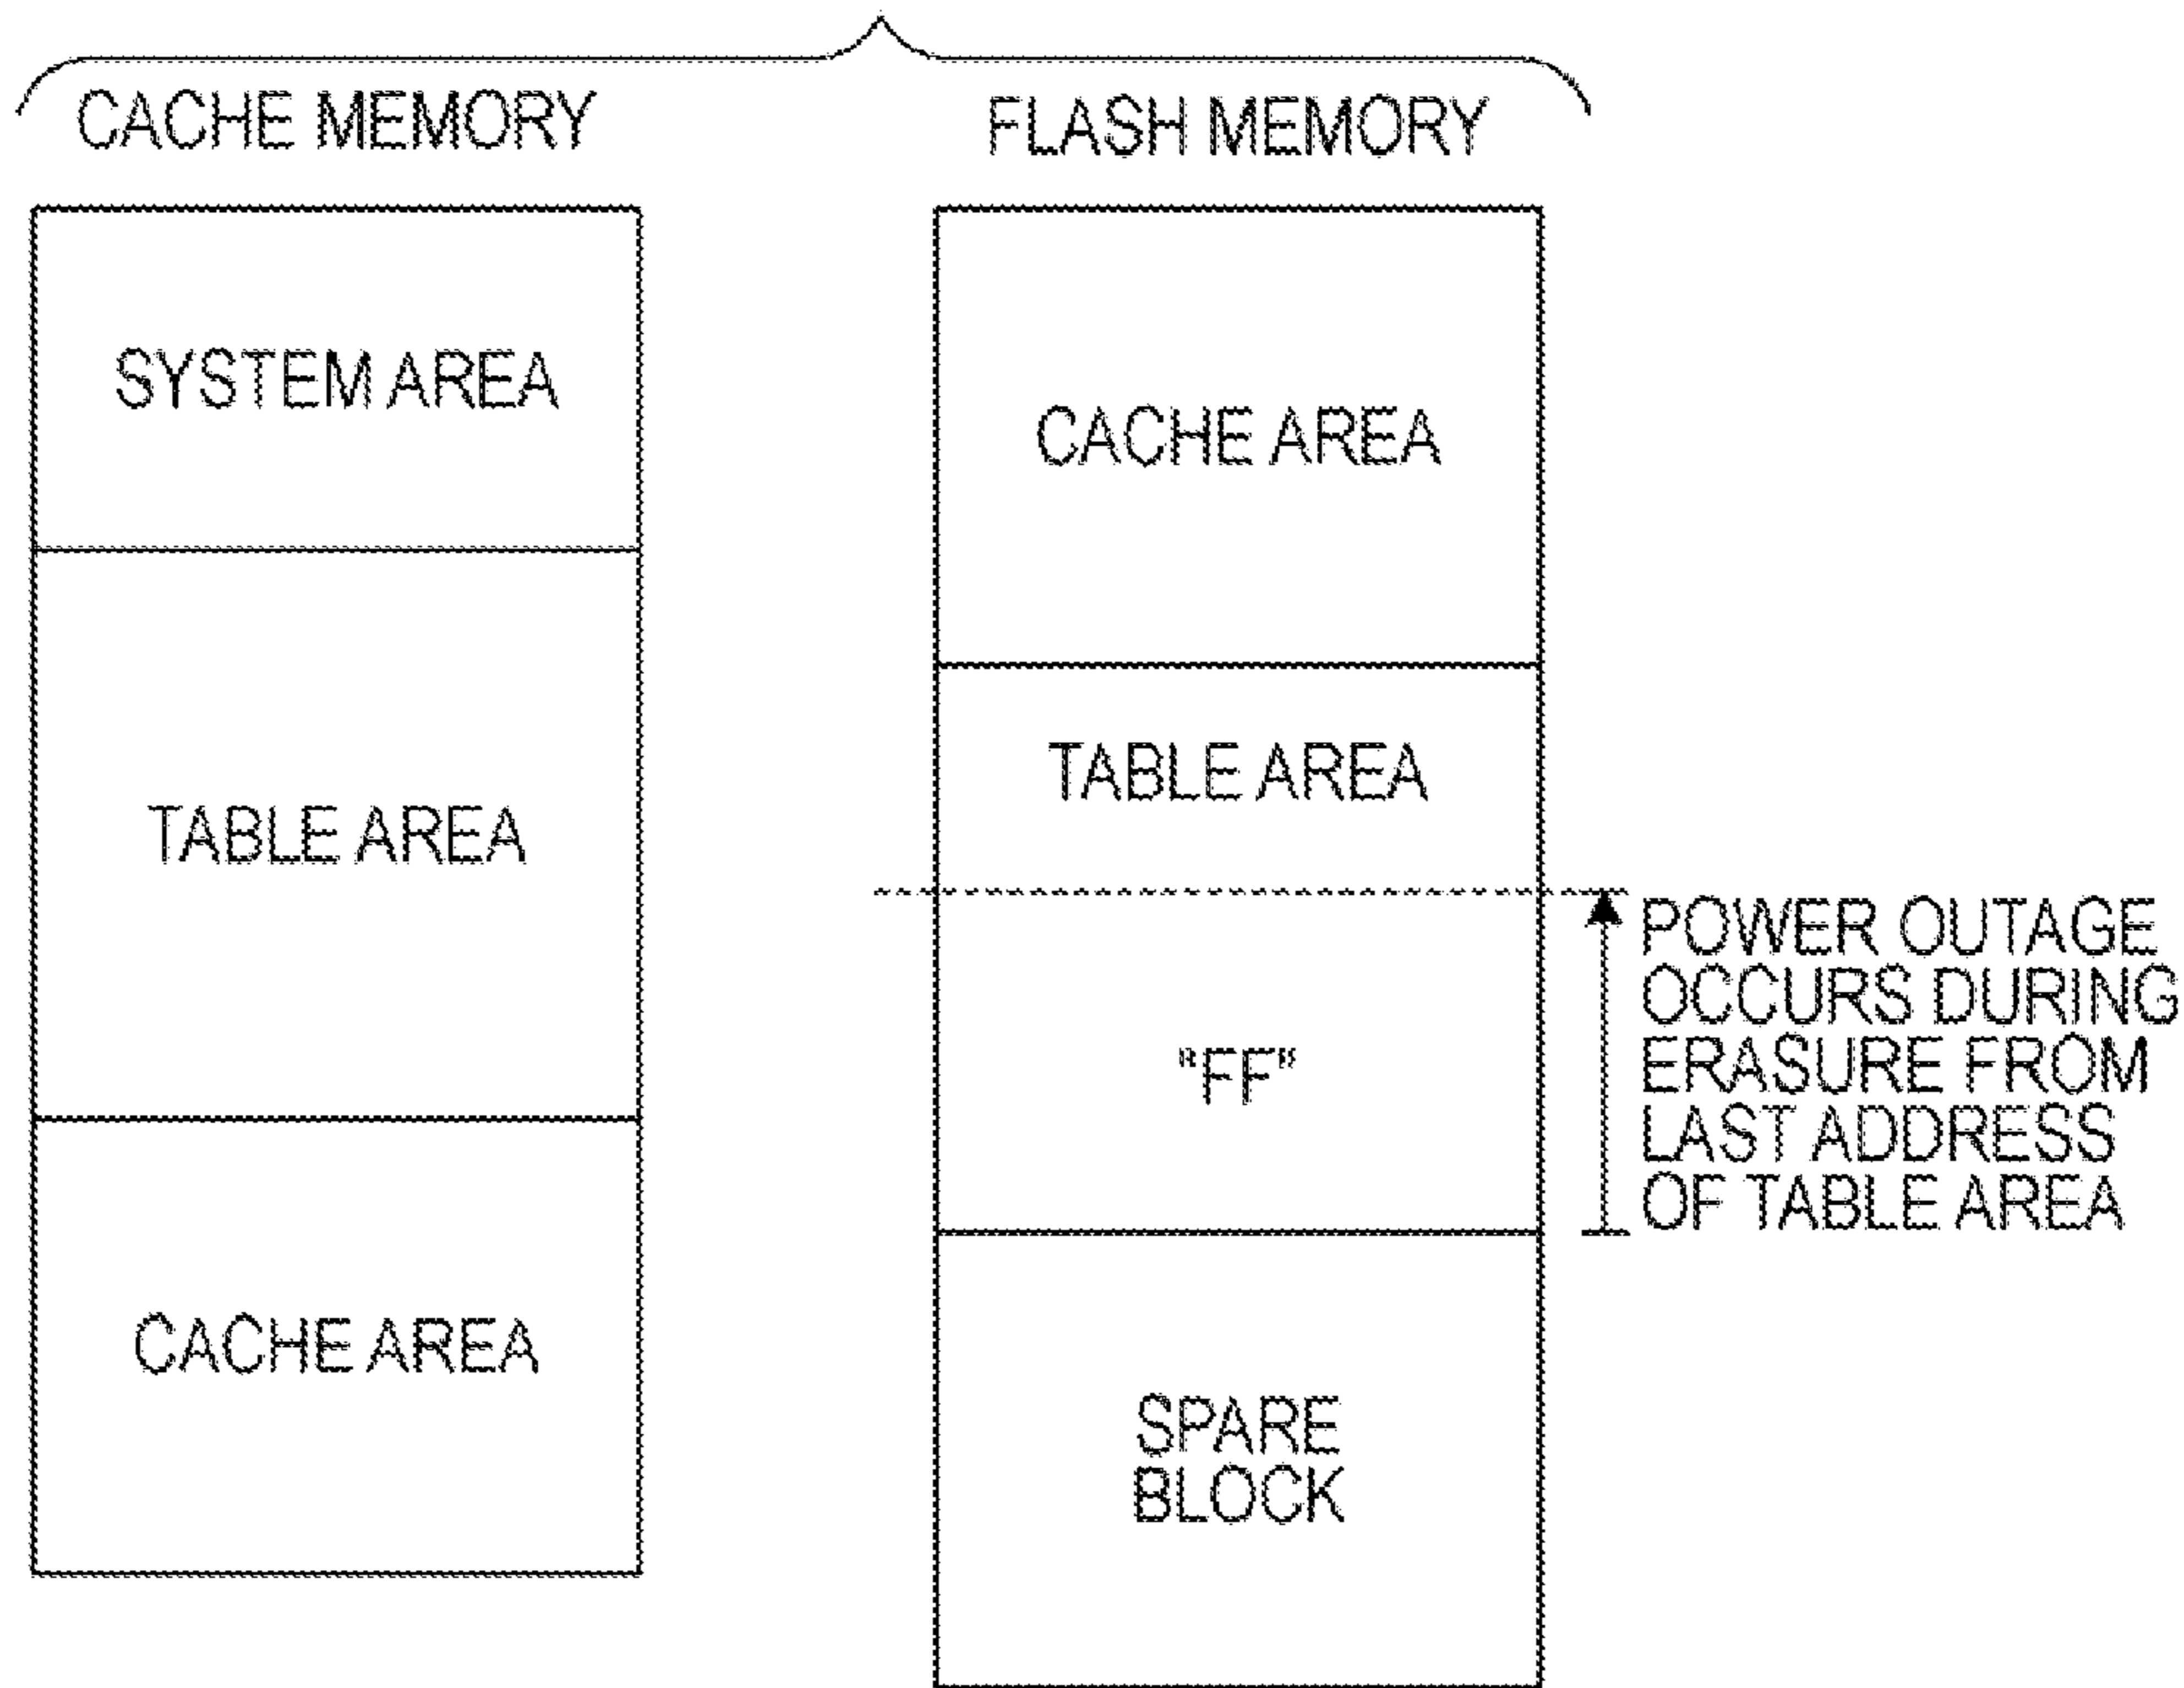 CACHE MEMORY
SYSTEM AREA
TABLE AREA
CACHE AREA
FLASH MEMORY
CACHE AREA
TABLE AREA
"FF"
SPARE
BLOCK
POWER OUTAGE
OCCURS DURING
ERASURE FROM
LAST ADDRESS
OF TABLE AREA